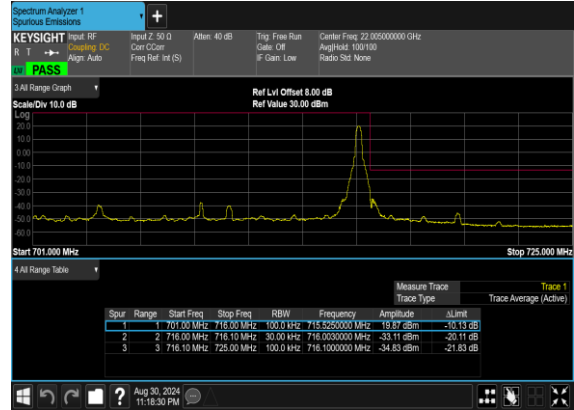 Spectrum Analyzer 1
Spurious Emissions
KEYSIGHT Input: RF Input Z: 50 Ω Atten: 40 dB Trig: Free Run Center Freq: 22.005000000 GHz
R T Coupling: DC Corr CCorr Gate: Off Avg|Hold: 100/100
Align: Auto Freq Ref: Int (S) IF Gain: Low Radio Std: None
PASS
3 All Range Graph
Ref Lvl Offset 8.00 dB
Scale/Div 10.0 dB Ref Value 30.00 dBm
Log
20.0
10.0
0.00
-10.0
-20.0
-30.0
-40.0
-50.0
-60.0
Start 701.000 MHz Stop 725.000 MHz
4 All Range Table
Measure Trace Trace 1
Trace Type Trace Average (Active)
Spur Range Start Freq Stop Freq RBW Frequency Amplitude ΔLimit
1 1 701.00 MHz 716.00 MHz 100.0 kHz 715.5250000 MHz 19.87 dBm -10.13 dB
2 2 716.00 MHz 716.10 MHz 30.00 kHz 716.0030000 MHz -33.11 dBm -20.11 dB
3 3 716.10 MHz 725.00 MHz 100.0 kHz 716.1000000 MHz -34.83 dBm -21.83 dB
?
Aug 30, 2024
11:18:30 PM